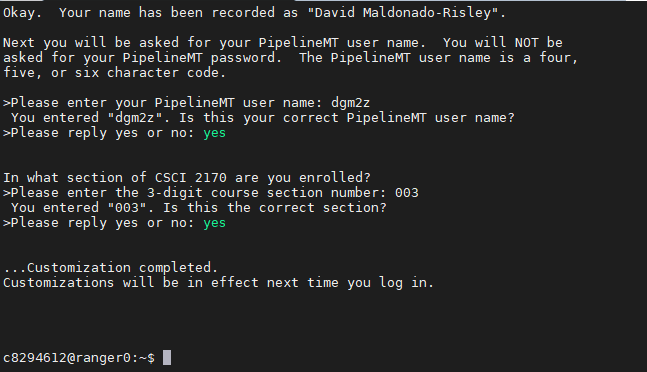 Okay.  Your name has been recorded as "David Maldonado-Risley".
Next you will be asked for your PipelineMT user name.  You will NOT be
asked for your PipelineMT password.  The PipelineMT user name is a four,
five, or six character code.
>Please enter your PipelineMT user name: dgm2z
 You entered "dgm2z". Is this your correct PipelineMT user name?
>Please reply yes or no: yes
In what section of CSCI 2170 are you enrolled?
>Please enter the 3-digit course section number: 003
 You entered "003". Is this the correct section?
>Please reply yes or no: yes
...Customization completed.
Customizations will be in effect next time you log in.
c8294612@ranger0:~$